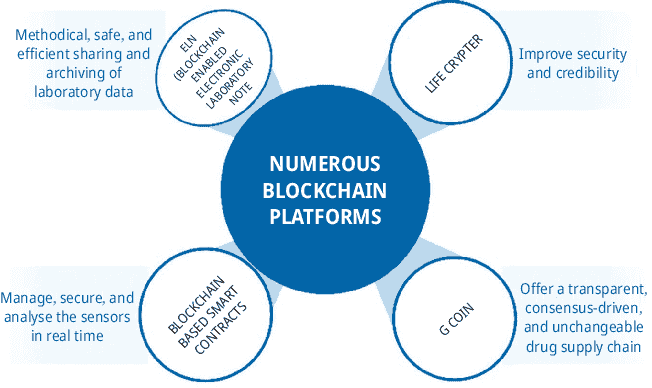 Methodical, safe, and
efficient sharing and
archiving of
laboratory data
ELN
(BLOCKCHAIN
ENABLED
ELECTRONIC
LABORATORY
NOTE
LIFE CRYPTER
Improve security
and credibility
NUMEROUS
BLOCKCHAIN
PLATFORMS
Manage, secure, and
analyse the sensors
in real time
BLOCKCHAIN
BASED SMART
CONTRACTS
G COIN
Offer a transparent,
consensus-driven,
and unchangeable
drug supply chain